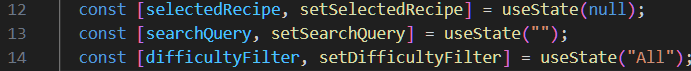 12 const [selectedRecipe, setSelectedRecipe] = useState(null);
13 const [searchQuery, setSearchQuery] = useState("");
14 const [difficultyFilter, setDifficultyFilter] = useState("All");